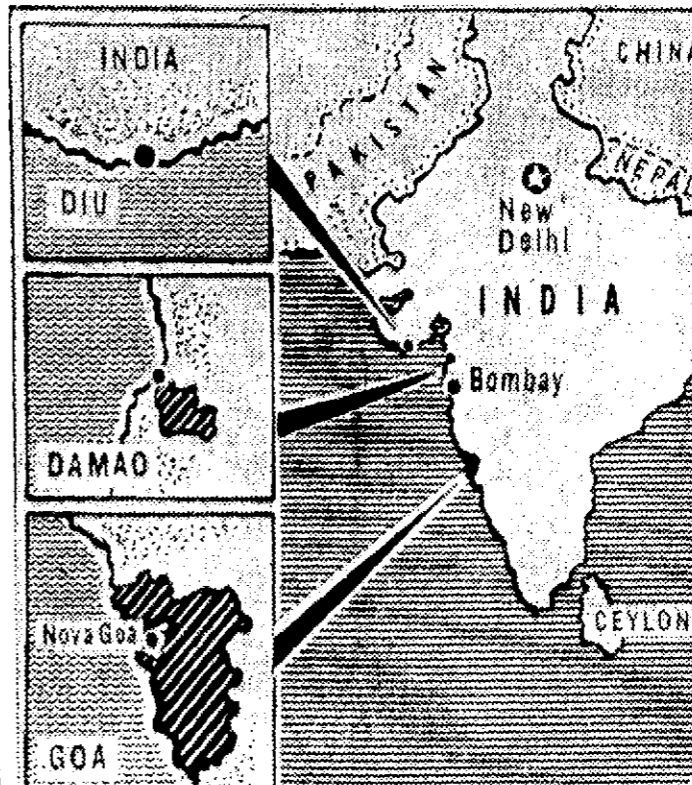 INDIA
DIU
DAMAO
Nova Goa
GOA
PAKISTAN
CHINA
NEPAL
New
Delhi
INDIA
Bombay
CEYLON